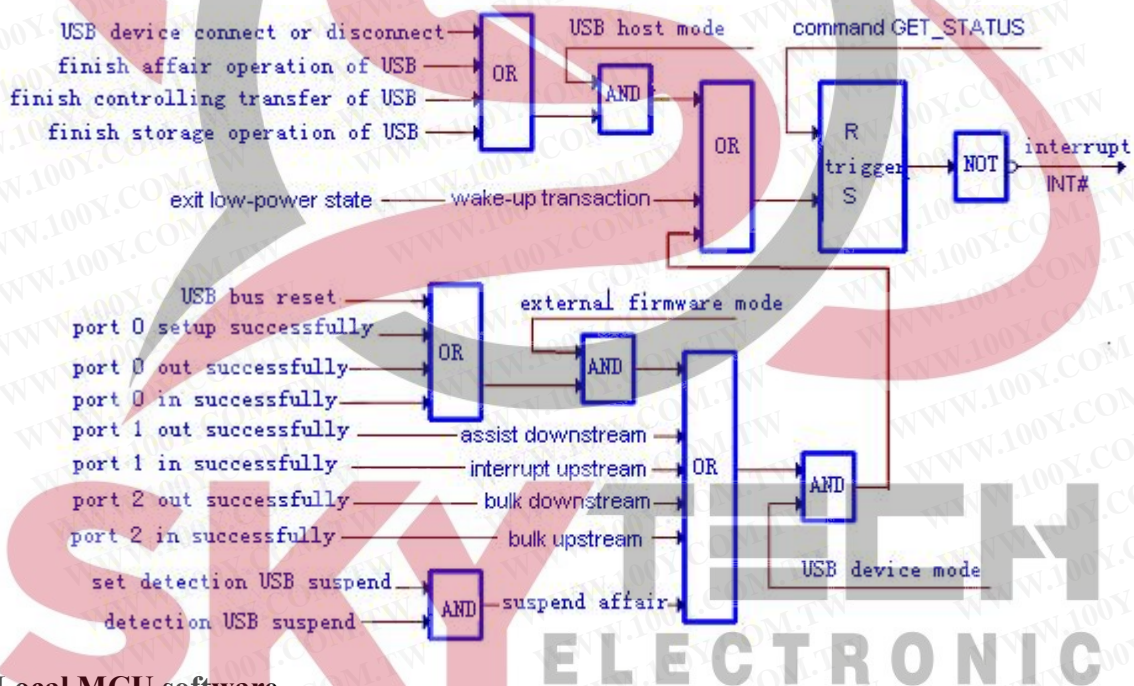 USB device connect or disconnect
finish affair operation of USB
finish controlling transfer of USB
finish storage operation of USB
OR
USB host mode
AND
command GET_STATUS
exit low-power state
wake-up transaction
OR
R
trigger
S
NOT
interrupt
INT#
USB bus reset
port 0 setup successfully
port 0 out successfully
port 0 in successfully
OR
external firmware mode
AND
port 1 out successfully
assist downstream
port 1 in successfully
interrupt upstream
port 2 out successfully
bulk downstream
port 2 in successfully
bulk upstream
OR
AND
USB device mode
set detection USB suspend
detection USB suspend
AND
suspend affair
SKYTECH
ELECTRONIC
WWW.100Y.COM.TW
Local MCU software